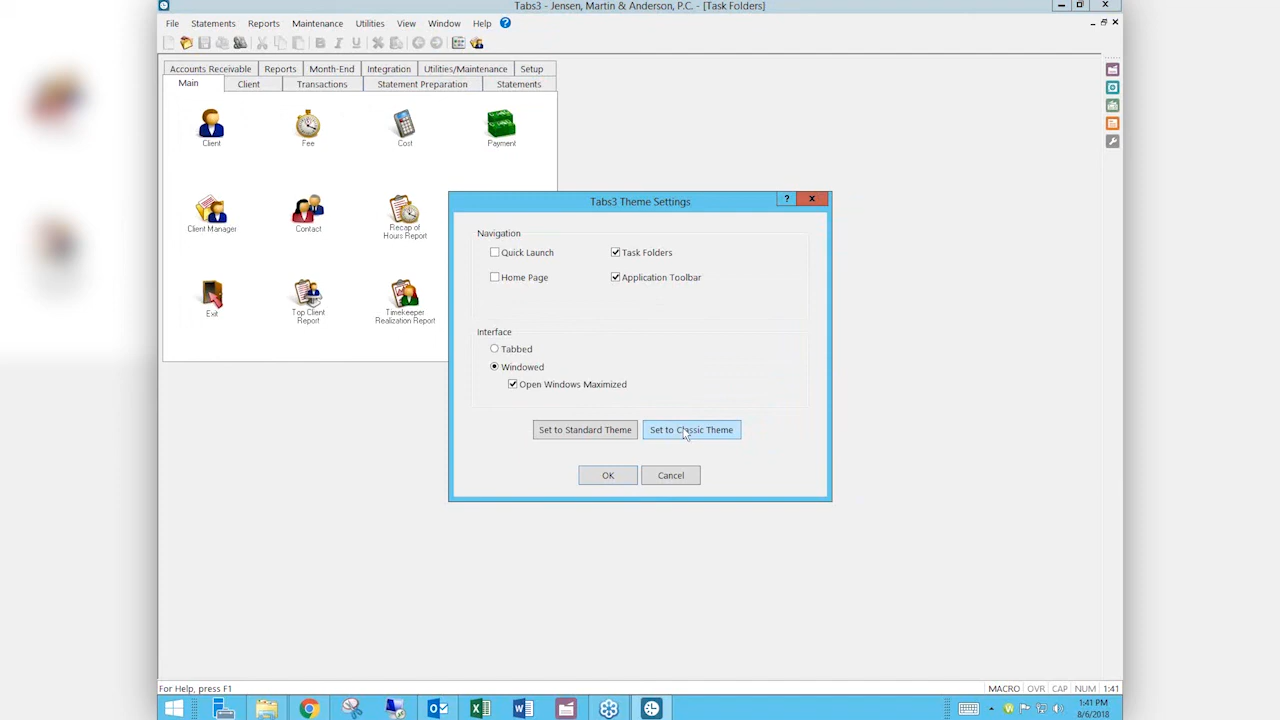 Tabs3 - Jensen, Martin & Anderson, P.C. - [Task Folders]
File Statements Reports Maintenance Utilities View Window Help
Accounts Receivable Reports Month-End Integration Utilities/Maintenance Setup
Main Client Transactions Statement Preparation Statements
Client Fee Cost Payment
Client Manager Contact Recap of
Hours Report
Exit Top Client
Report Timekeeper
Realization Report
Tabs3 Theme Settings
Navigation
Quick Launch Task Folders
Home Page Application Toolbar
Interface
Tabbed
Windowed
Open Windows Maximized
Set to Standard Theme Set to Classic Theme
OK Cancel
For Help, press F1 MACRO OVR CAP NUM 1:41
1:41 PM
8/6/2018